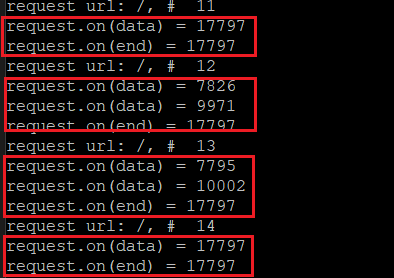 request url: /, #  11
request.on(data) = 17797
request.on(end) = 17797
request url: /, #  12
request.on(data) = 7826
request.on(data) = 9971
request.on(end) = 17797
request url: /, #  13
request.on(data) = 7795
request.on(data) = 10002
request.on(end) = 17797
request url: /, #  14
request.on(data) = 17797
request.on(end) = 17797